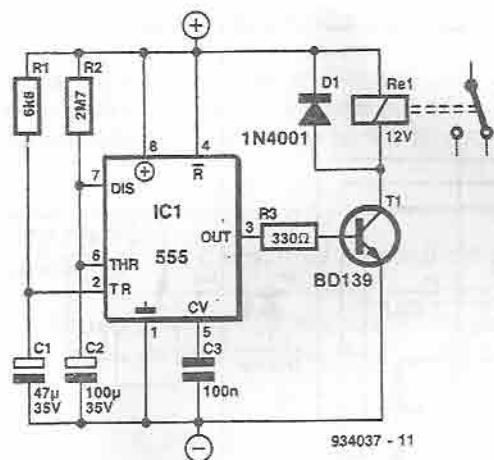 +
R1
R2
6k8
2M7
D1
1N4001
Re1
12V
8
4
+
R
7
DIS
IC1
555
OUT
3
R3
330Ω
T1
BD139
6
THR
2
TR
CV
1
5
C1
47µ
35V
C2
100µ
35V
C3
100n
−
934037 - 11